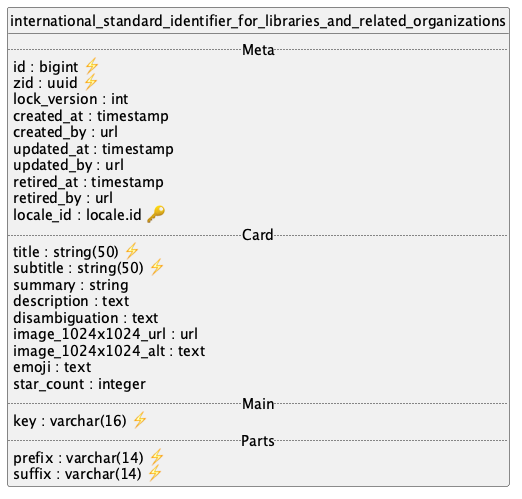 international_standard_identifier_for_libraries_and_related_organizations
Meta
id : bigint ⚡
zid : uuid ⚡
lock_version : int
created_at : timestamp
created_by : url
updated_at : timestamp
updated_by : url
retired_at : timestamp
retired_by : url
locale_id : locale.id 🔑
Card
title : string(50) ⚡
subtitle : string(50) ⚡
summary : string
description : text
disambiguation : text
image_1024x1024_url : url
image_1024x1024_alt : text
emoji : text
star_count : integer
Main
key : varchar(16) ⚡
Parts
prefix : varchar(14) ⚡
suffix : varchar(14) ⚡